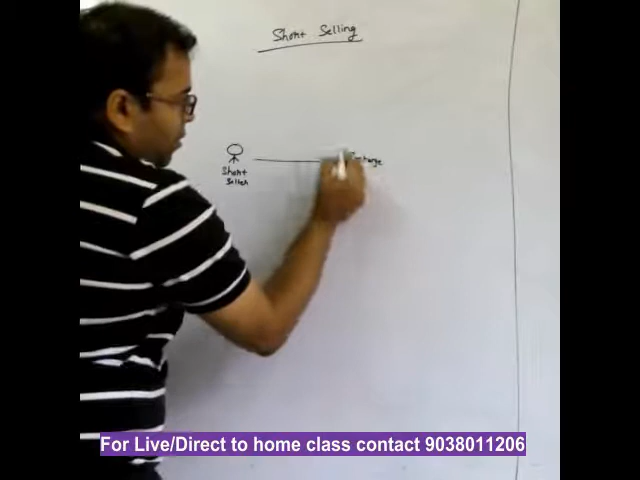 Short Selling
Short
Seller
For Live/Direct to home class contact 9038011206